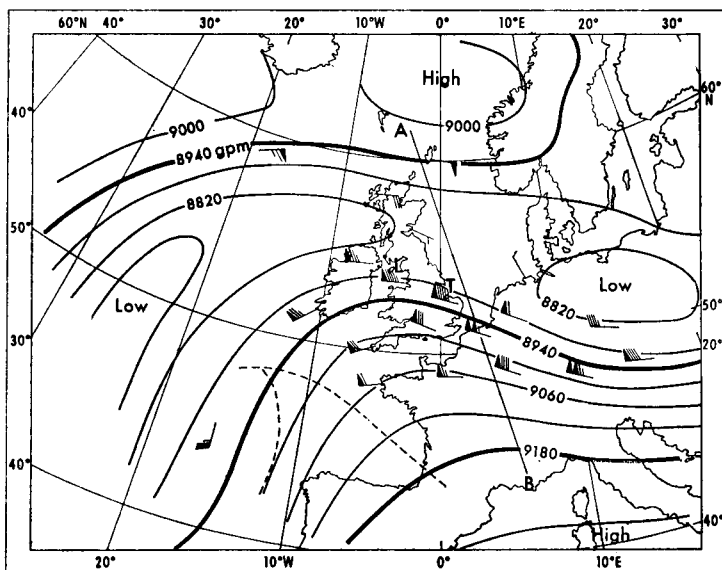 60°N 40° 30° 20° 10°W 0° 10°E 20° 30°
High
60°
N
40°
9000
A
9000
8940 gpm
8820
50°
Low
T
Low
50°
8820
30°
8940
20°
9060
9180
40°
B
High
40°
20° 10°W 0° 10°E